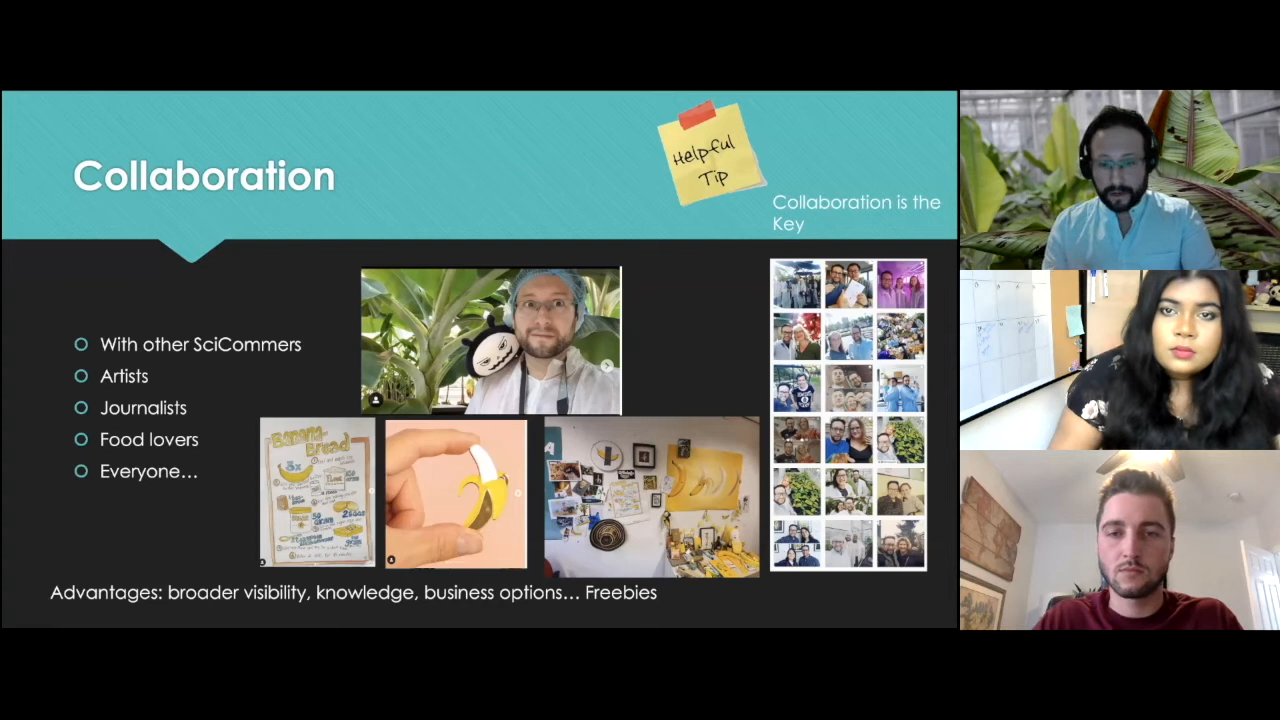 Collaboration
Helpful
Tip
Collaboration is the
Key
With other SciCommers
Artists
Journalists
Food lovers
Everyone...
Banana
Bread
3x
Advantages: broader visibility, knowledge, business options... Freebies